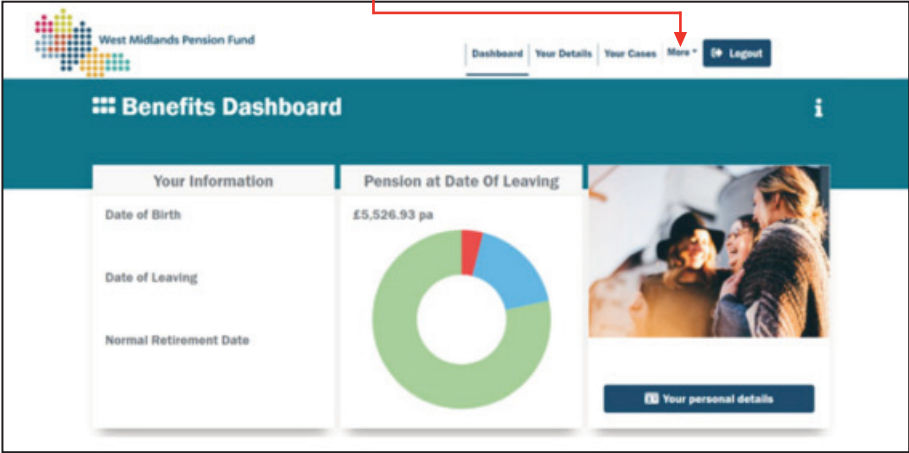 West Midlands Pension Fund
Dashboard Your Details Your Cases More Logout
Benefits Dashboard
i
Your Information
Pension at Date Of Leaving
Date of Birth
£5,526.93 pa
Date of Leaving
Normal Retirement Date
Your personal details